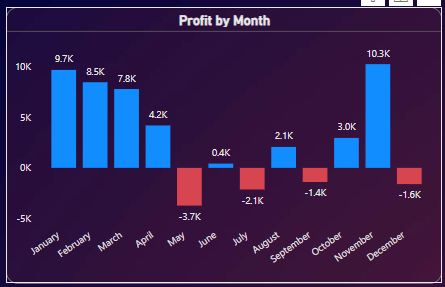 Profit by Month
10K
5K
0K
-5K
9.7K
8.5K
7.8K
4.2K
-3.7K
0.4K
-2.1K
2.1K
-1.4K
3.0K
10.3K
-1.6K
January
February
March
April
May
June
July
August
September
October
November
December